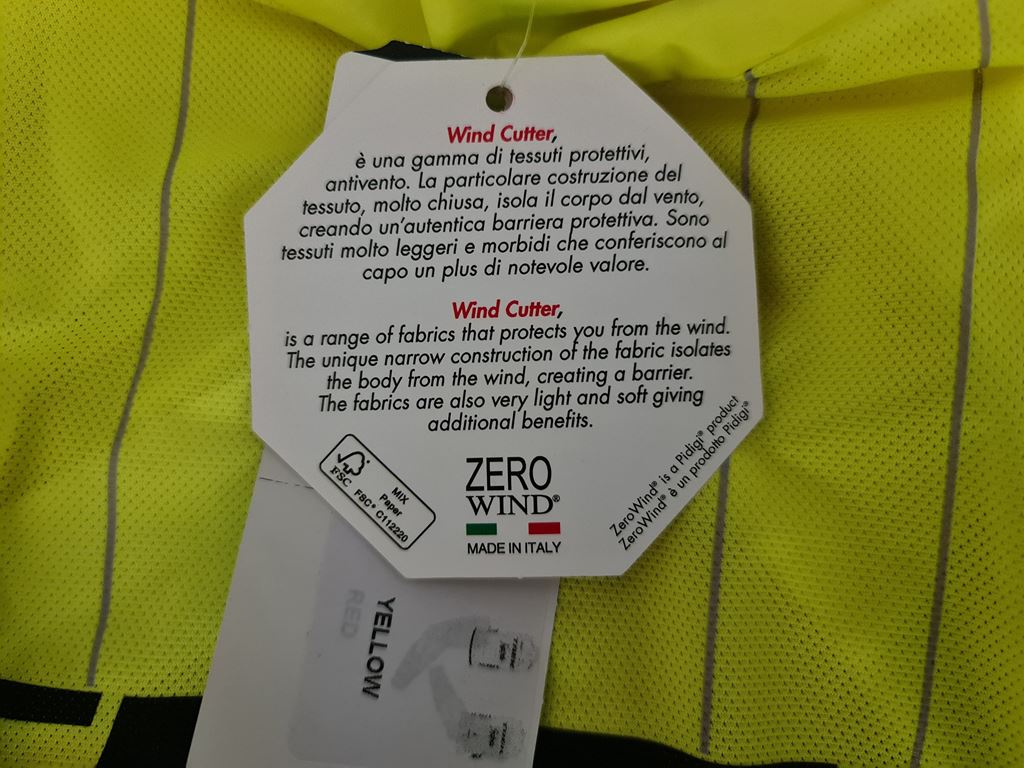 Wind Cutter,
è una gamma di tessuti protettivi,
antivento. La particolare costruzione del
tessuto, molto chiusa, isola il corpo dal vento,
creando un'autentica barriera protettiva. Sono
tessuti molto leggeri e morbidi che conferiscono al
capo un plus di notevole valore.
Wind Cutter,
is a range of fabrics that protects you from the wind.
The unique narrow construction of the fabric isolates
the body from the wind, creating a barrier.
The fabrics are also very light and soft giving
additional benefits.
FSC
MIX
Paper
FSC® C112220
ZERO
WIND®
MADE IN ITALY
ZeroWind® is a Pidigi® product
ZeroWind® è un prodotto Pidigi®
YELLOW
RED